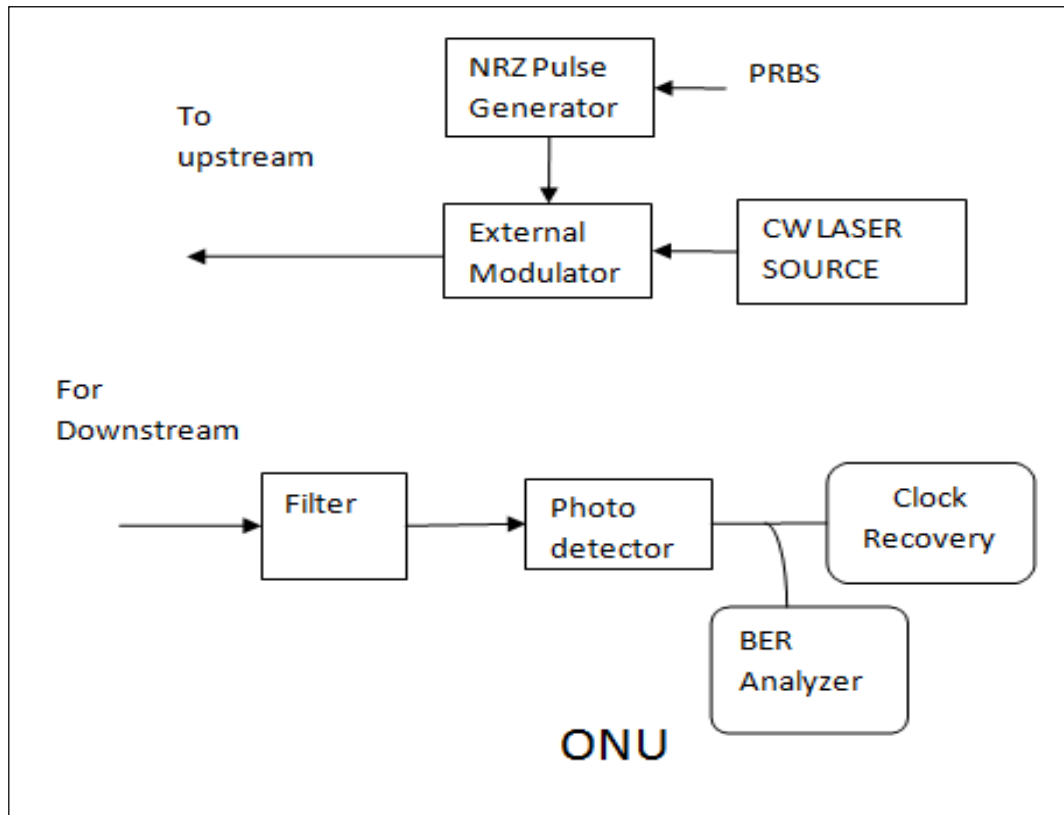 NRZ Pulse
Generator
PRBS
To
upstream
External
Modulator
CW LASER
SOURCE
For
Downstream
Filter
Photo
detector
Clock
Recovery
BER
Analyzer
ONU